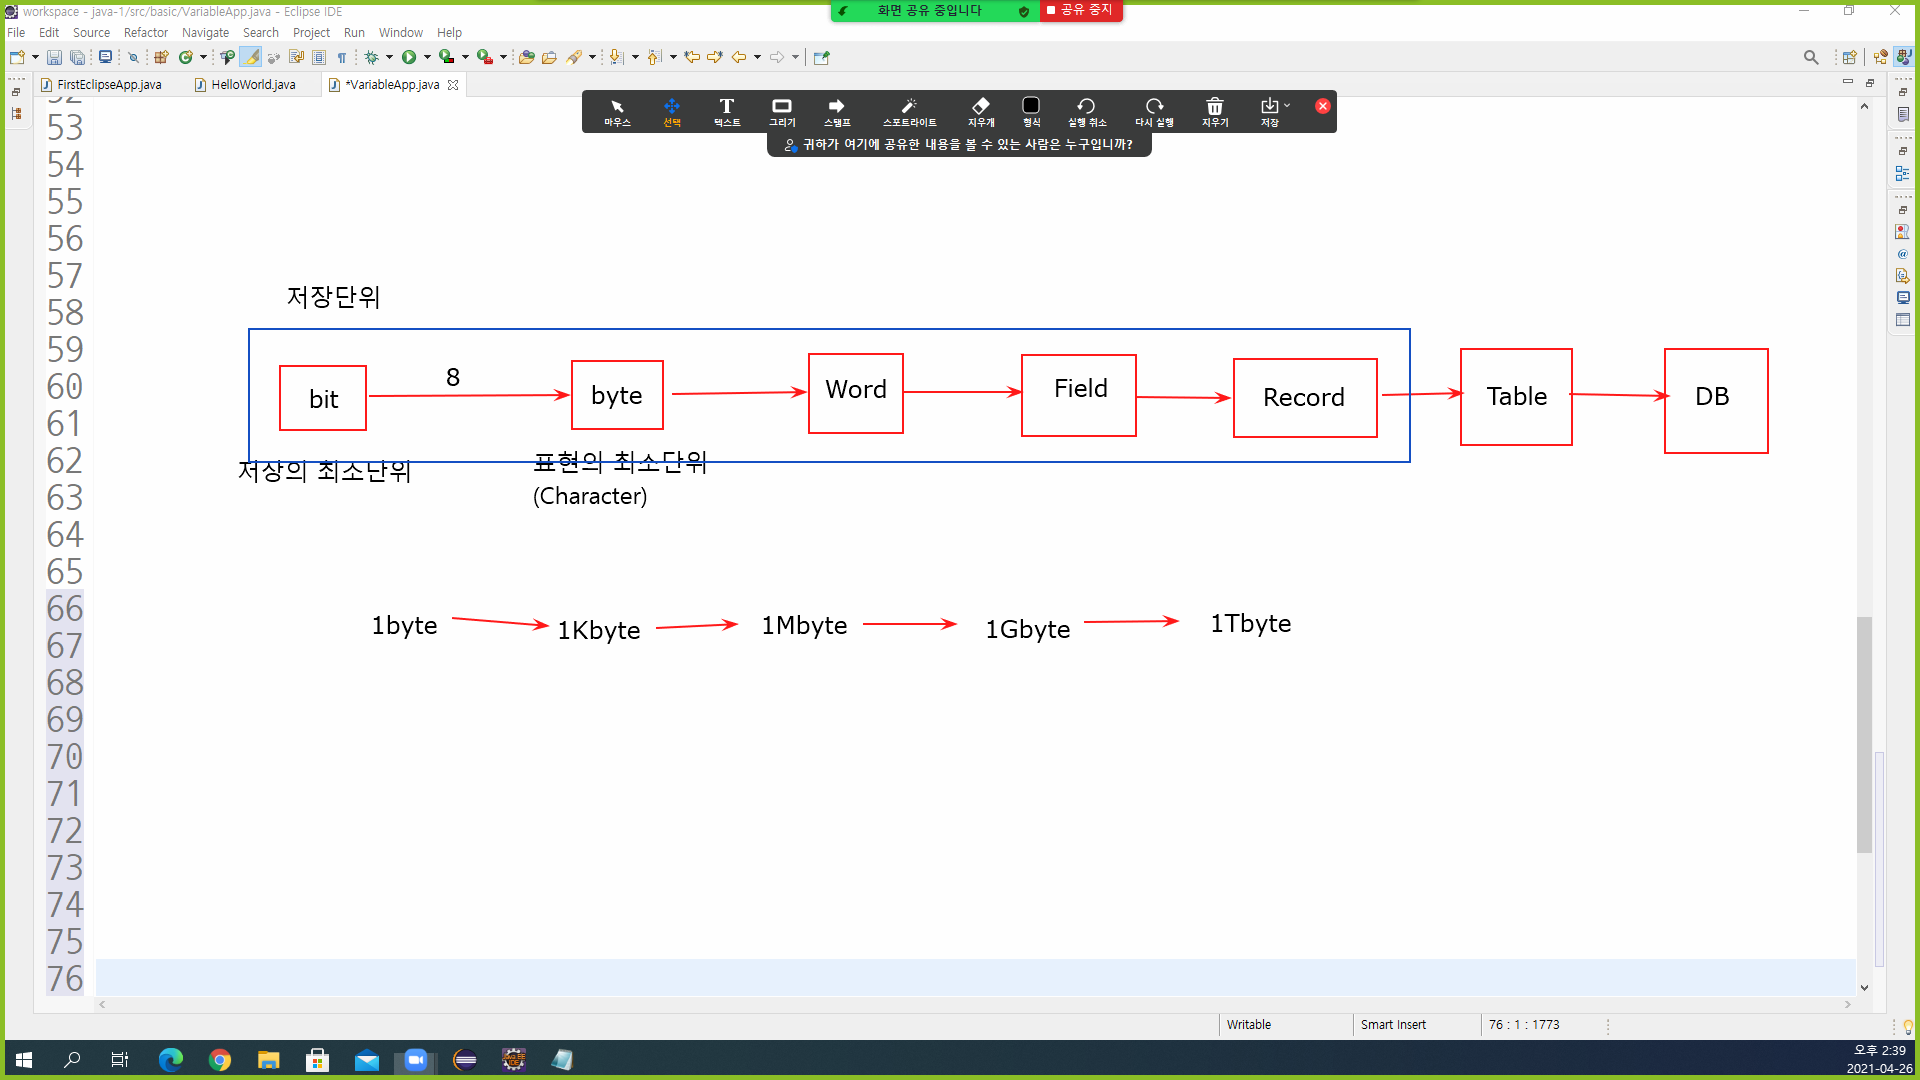 workspace - java-1/src/basic/VariableApp.java - Eclipse IDE
화면 공유 중입니다
공유 중지
File Edit Source Refactor Navigate Search Project Run Window Help
FirstEclipseApp.java
HelloWorld.java
*VariableApp.java
마우스 선택 텍스트 그리기 스탬프 스포트라이트 지우개 형식 실행 취소 다시 실행 지우기 저장
귀하가 여기에 공유한 내용을 볼 수 있는 사람은 누구입니까?
52
53
54
55
56
57
58
59
60
61
62
63
64
65
66
67
68
69
70
71
72
73
74
75
76
저장단위
8
bit
byte
Word
Field
Record
Table
DB
저장의 최소단위
표현의 최소단위
(Character)
1byte
1Kbyte
1Mbyte
1Gbyte
1Tbyte
Writable
Smart Insert
76 : 1 : 1773
오후 2:39
2021-04-26